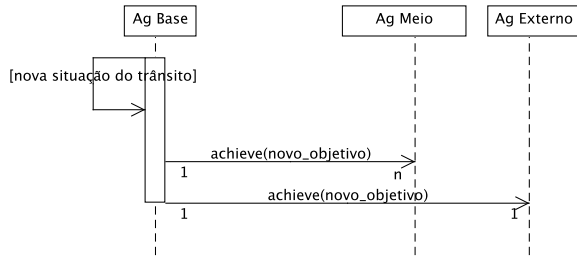 Ag Base Ag Meio Ag Externo
[nova situação do trânsito]
achieve(novo_objetivo)
1 n
achieve(novo_objetivo)
1 1